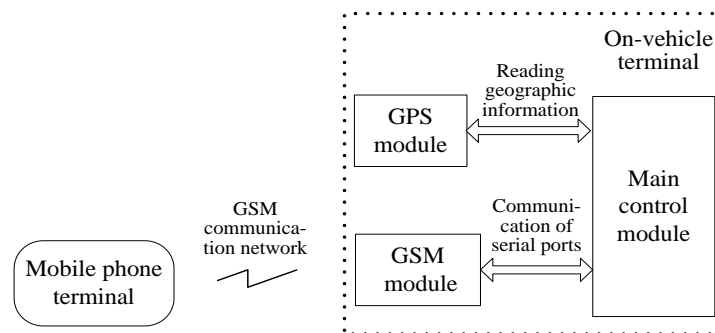 On-vehicle
terminal
Reading
geographic
information
GPS
module
Main
control
module
GSM
communica-
tion network
Communi-
cation of
serial ports
Mobile phone
terminal
GSM
module